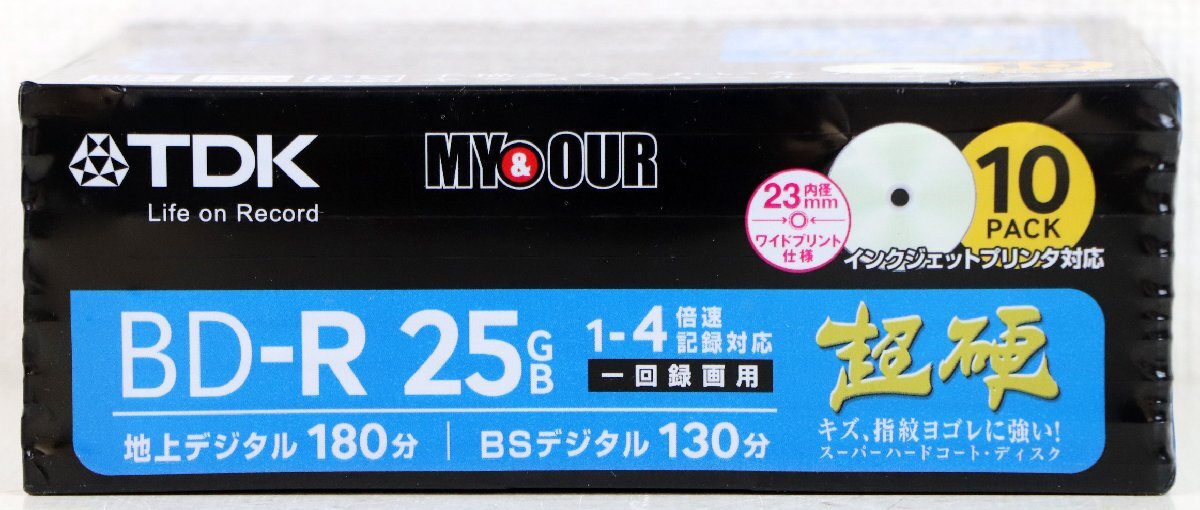 TDK
Life on Record
MY&OUR
23内径mm
ワイドプリント
仕様
10
PACK
インクジェットプリンタ対応
BD-R 25GB
1-4倍速
記録対応
一回録画用
地上デジタル 180分
BSデジタル 130分
超硬
キズ、指紋ヨゴレに強い!
スーパーハードコート・ディスク